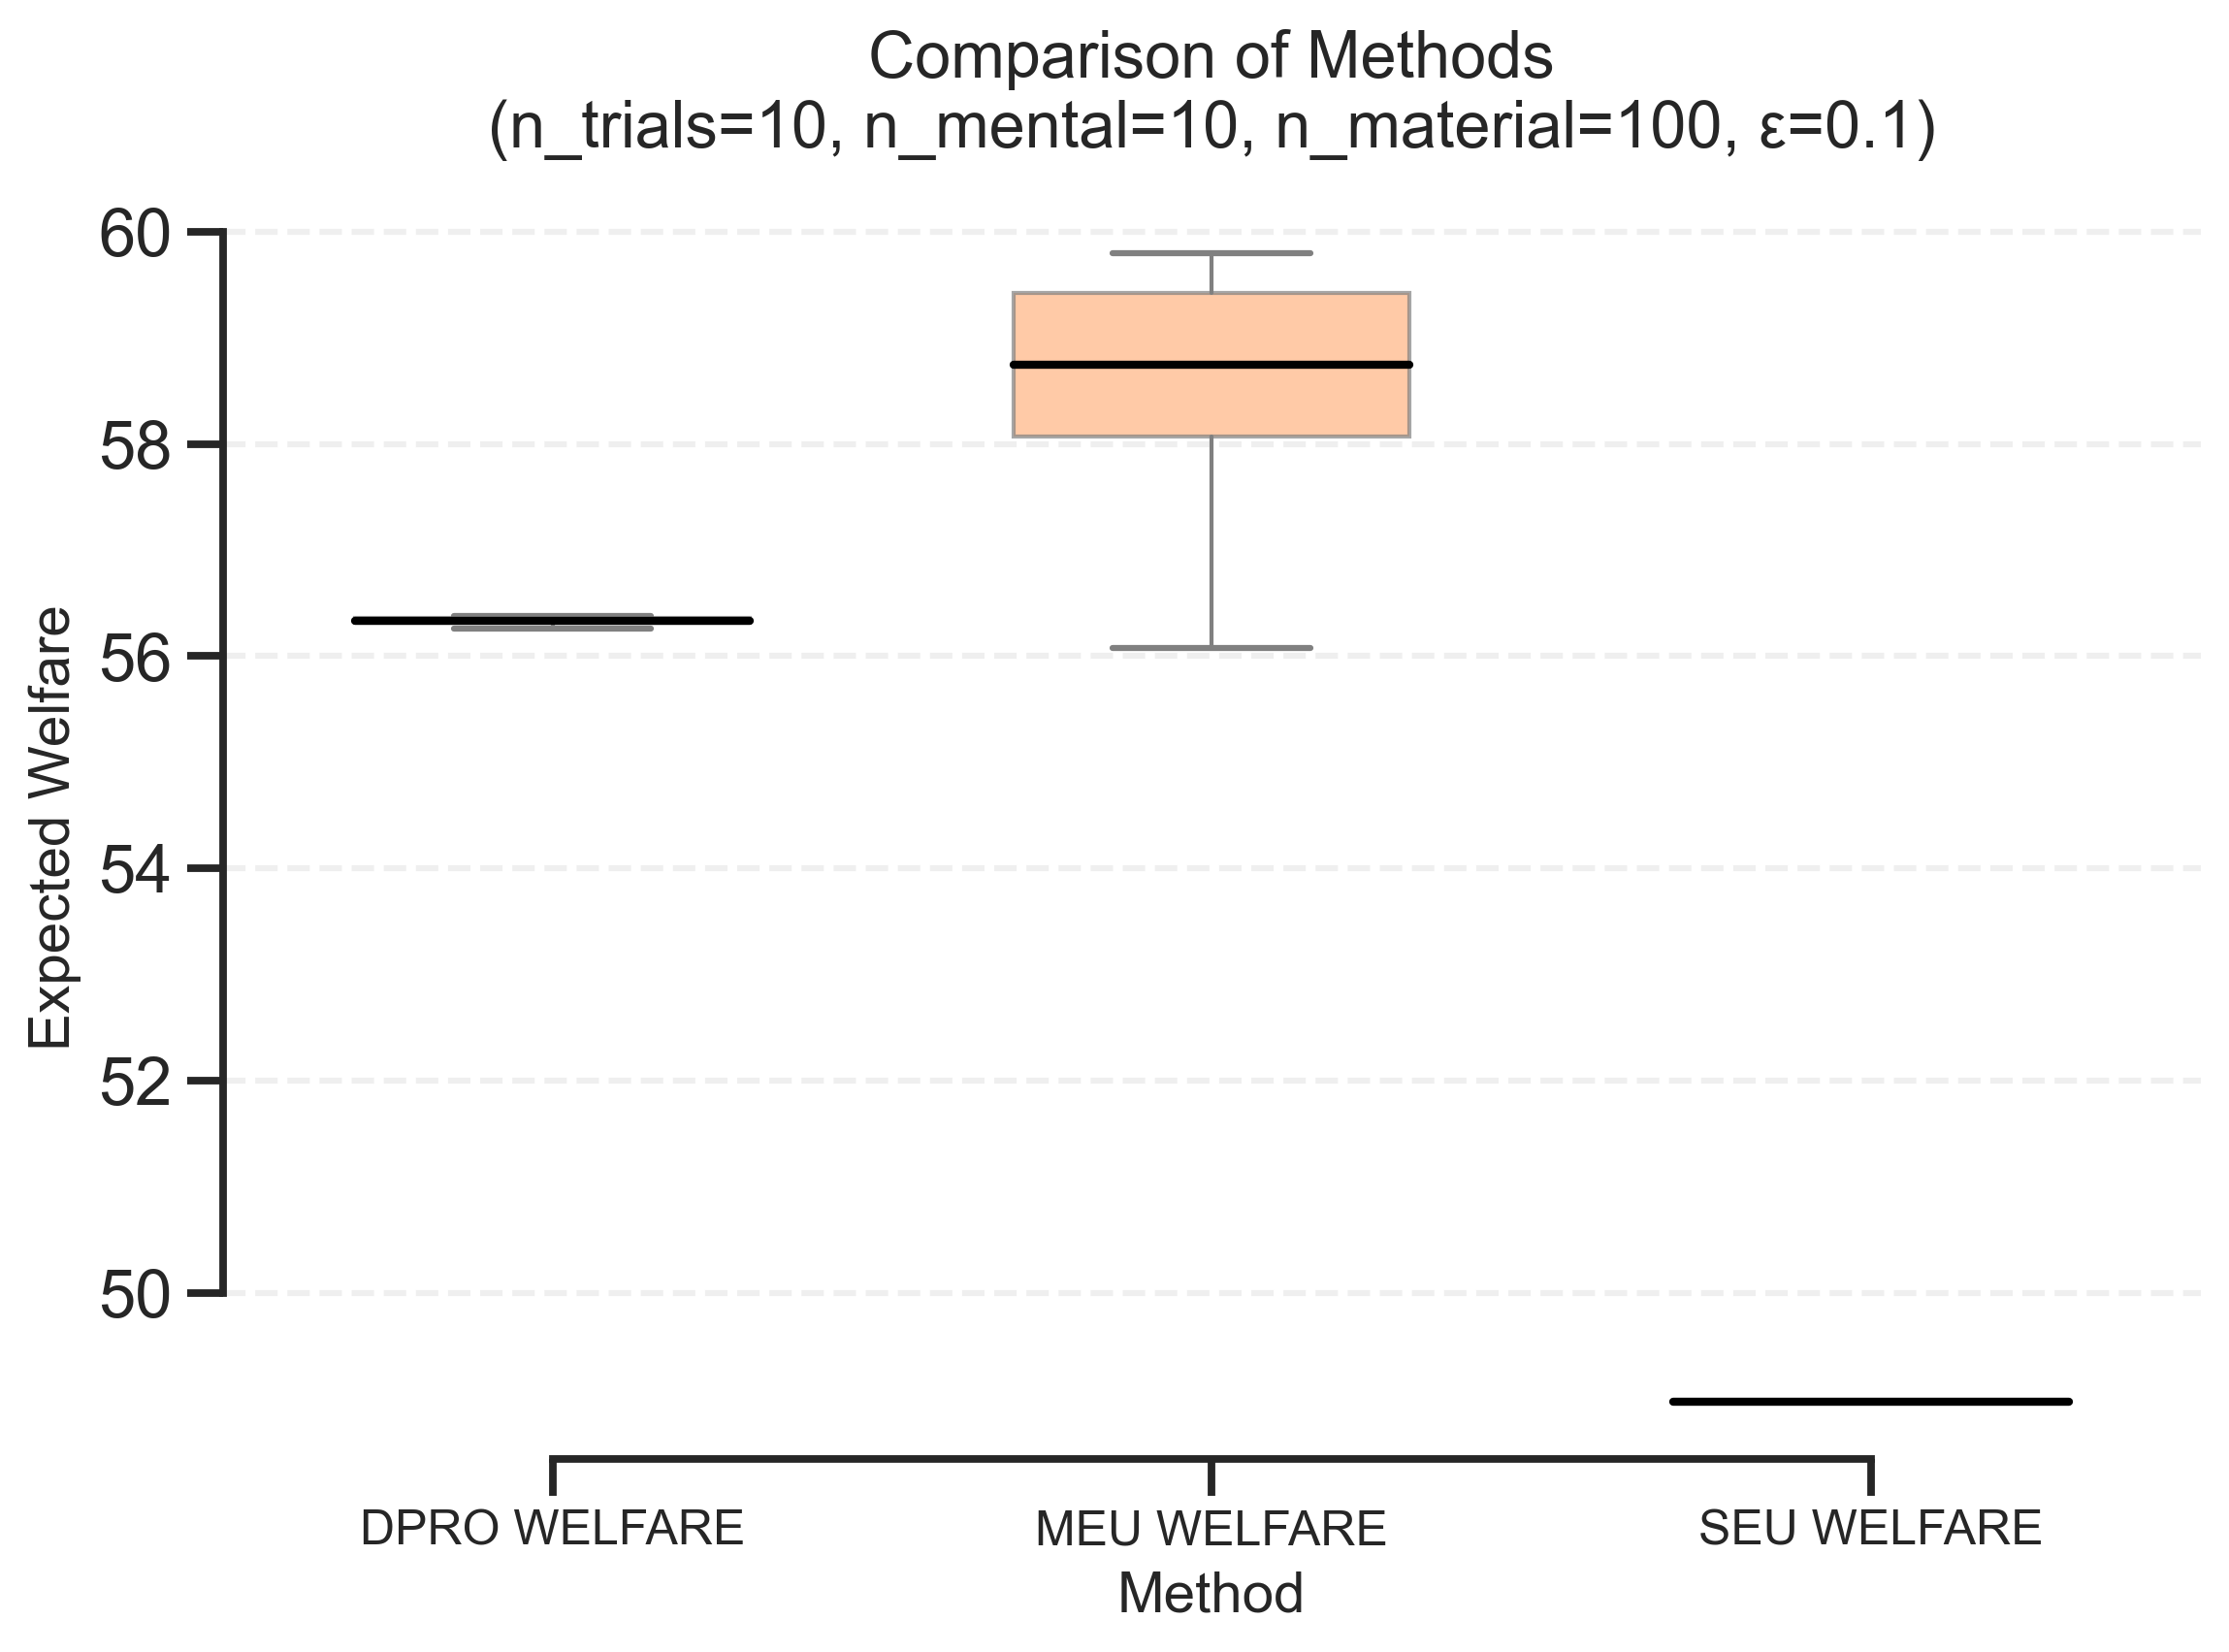 Comparison of Methods
(n_trials=10, n_mental=10, n_material=100, ε=0.1)
60
58
56
54
52
50
Expected Welfare
DPRO WELFARE
MEU WELFARE
SEU WELFARE
Method